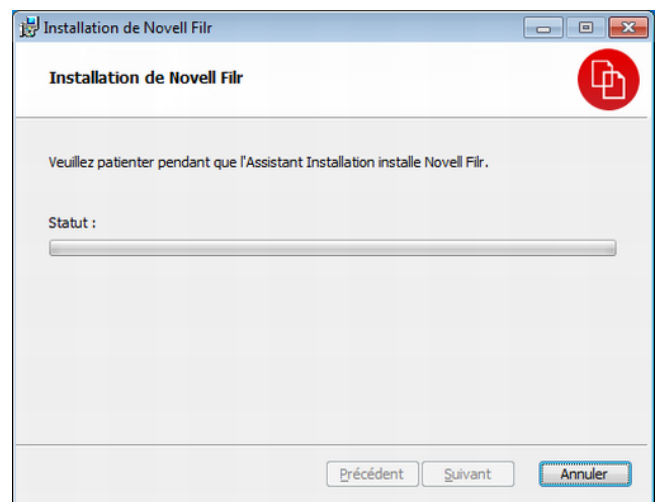 Installation de Novell Filr
Installation de Novell Filr
Veuillez patienter pendant que l'Assistant Installation installe Novell Filr.
Statut :
Précédent
Suivant
Annuler